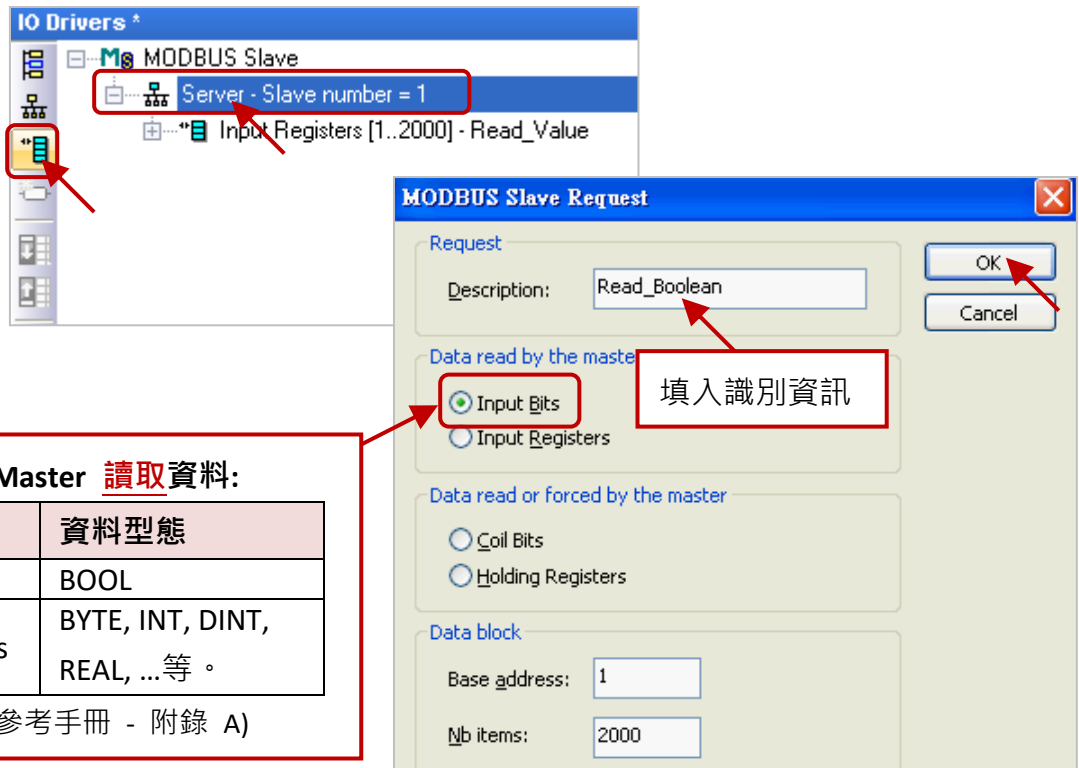 IO Drivers *
MODBUS Slave
Server - Slave number = 1
Input Registers [1..2000] - Read_Value
MODBUS Slave Request
Request
Description: Read_Boolean
OK
Cancel
Data read by the
填入識別資訊
Input Bits
Input Registers
Data read or forced by the master
Coil Bits
Holding Registers
Data block
Base address: 1
Nb items: 2000
Master 讀取資料:
資料型態
BOOL
s
BYTE, INT, DINT,
REAL, …等。
參考手冊 - 附錄 A)